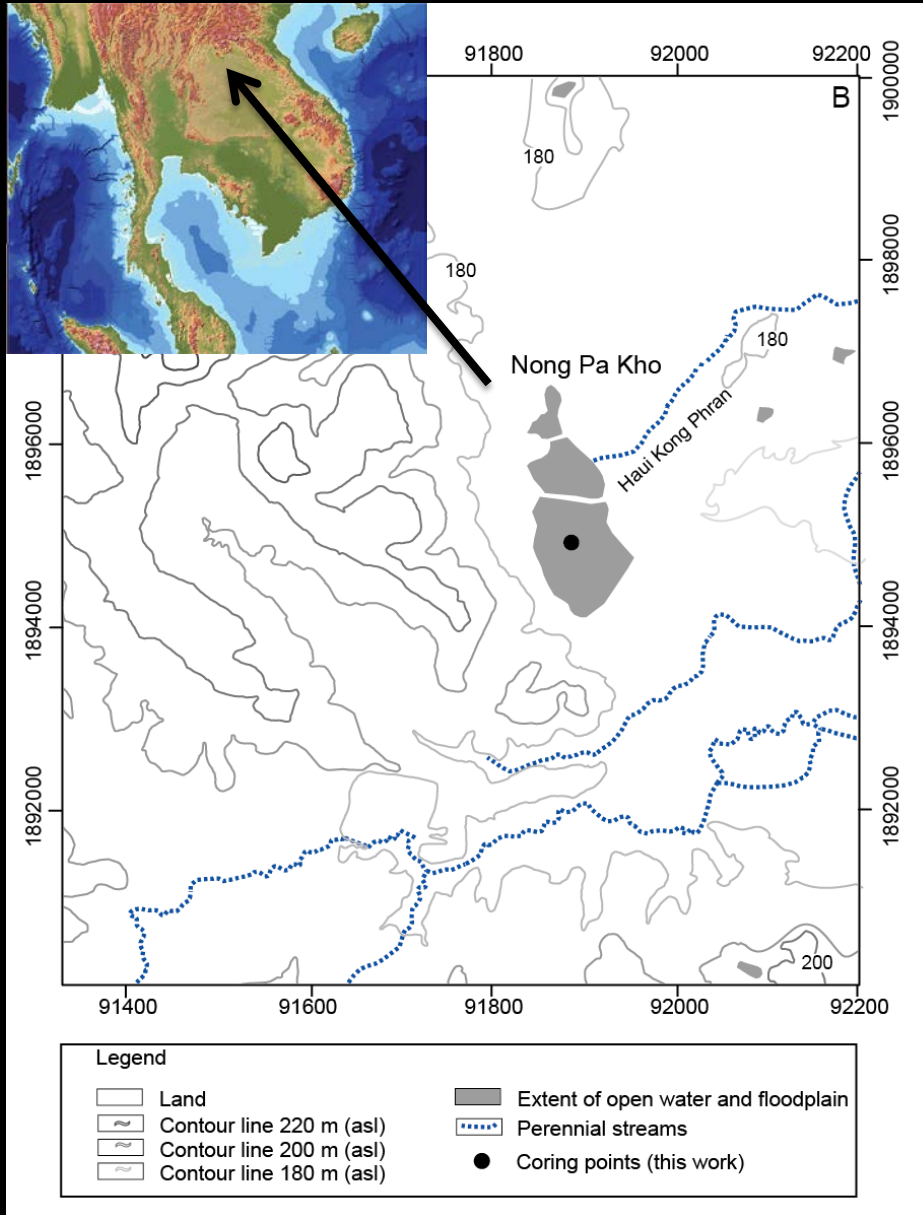 91800 92000 92200
B
1900000
180
1898000
180
180
Nong Pa Kho
Haui Kong Phran
1896000
1896000
1894000
1894000
1892000
1892000
200
91400 91600 91800 92000 92200
Legend
Land
Contour line 220 m (asl)
Contour line 200 m (asl)
Contour line 180 m (asl)
Extent of open water and floodplain
Perennial streams
Coring points (this work)